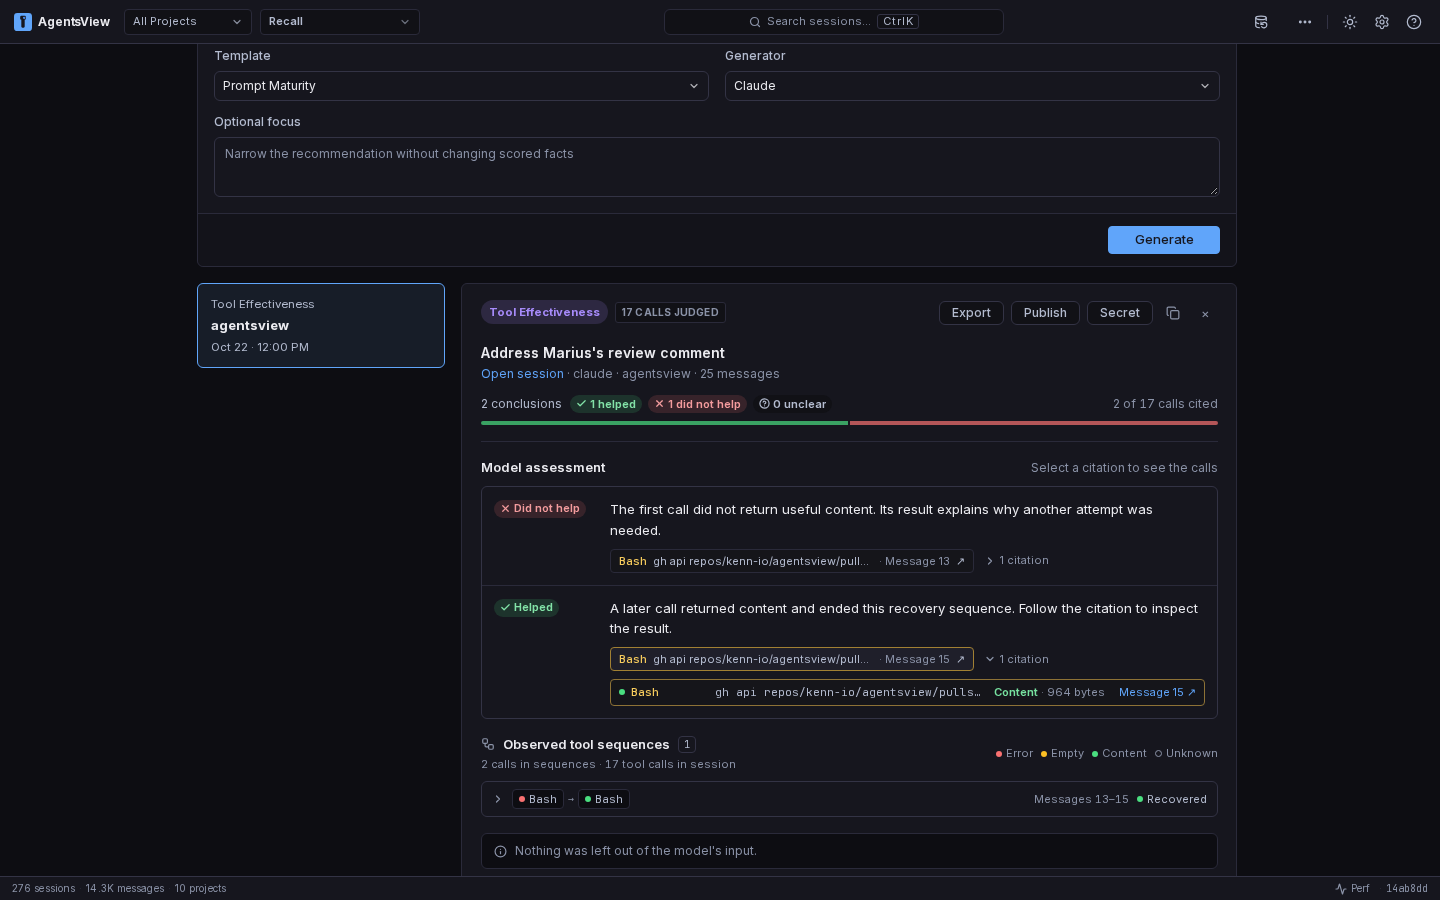 AgentsView
All Projects
Recall
Search sessions... CtrlK
Template
Generator
Prompt Maturity
Claude
Optional focus
Narrow the recommendation without changing scored facts
Generate
Tool Effectiveness
agentsview
Oct 22 · 12:00 PM
Tool Effectiveness
17 CALLS JUDGED
Export
Publish
Secret
×
Address Marius's review comment
Open session · claude · agentsview · 25 messages
2 conclusions
1 helped
1 did not help
0 unclear
2 of 17 calls cited
Model assessment
Select a citation to see the calls
Did not help
The first call did not return useful content. Its result explains why another attempt was
needed.
Bash gh api repos/kenn-io/agentsview/pull… · Message 13 ↗
1 citation
Helped
A later call returned content and ended this recovery sequence. Follow the citation to inspect
the result.
Bash gh api repos/kenn-io/agentsview/pull… · Message 15 ↗
1 citation
Bash gh api repos/kenn-io/agentsview/pulls… Content · 964 bytes Message 15 ↗
Observed tool sequences 1
2 calls in sequences · 17 tool calls in session
Error Empty Content Unknown
Bash → Bash
Messages 13–15 Recovered
Nothing was left out of the model's input.
276 sessions 14.3K messages 10 projects
Perf 14ab8dd